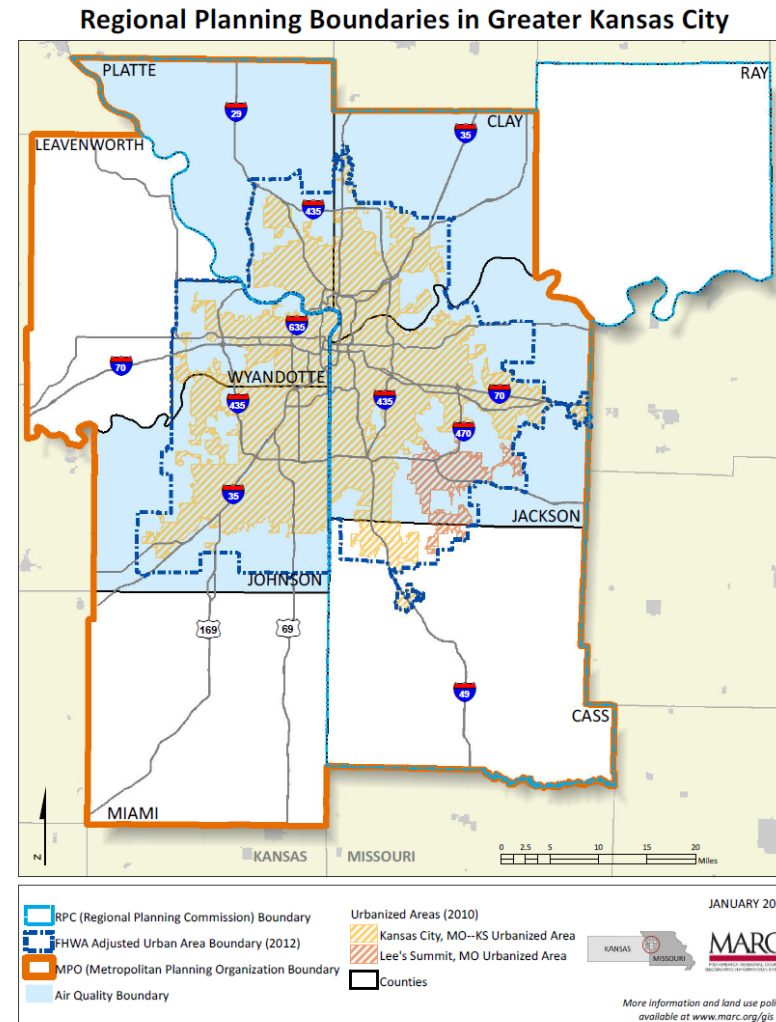 Regional Planning Boundaries in Greater Kansas City
PLATTE
RAY
29
CLAY
35
LEAVENWORTH
435
635
70
WYANDOTTE
435
435
70
470
35
JACKSON
JOHNSON
169
69
49
CASS
MIAMI
N
KANSAS
MISSOURI
0 2.5 5 10 15 20
Miles
RPC (Regional Planning Commission) Boundary
FHWA Adjusted Urban Area Boundary (2012)
MPO (Metropolitan Planning Organization Boundary
Air Quality Boundary
Urbanized Areas (2010)
Kansas City, MO--KS Urbanized Area
Lee's Summit, MO Urbanized Area
Counties
JANUARY 20
KANSAS
MISSOURI
MARC
More information and land use poli
available at www.marc.org/gis